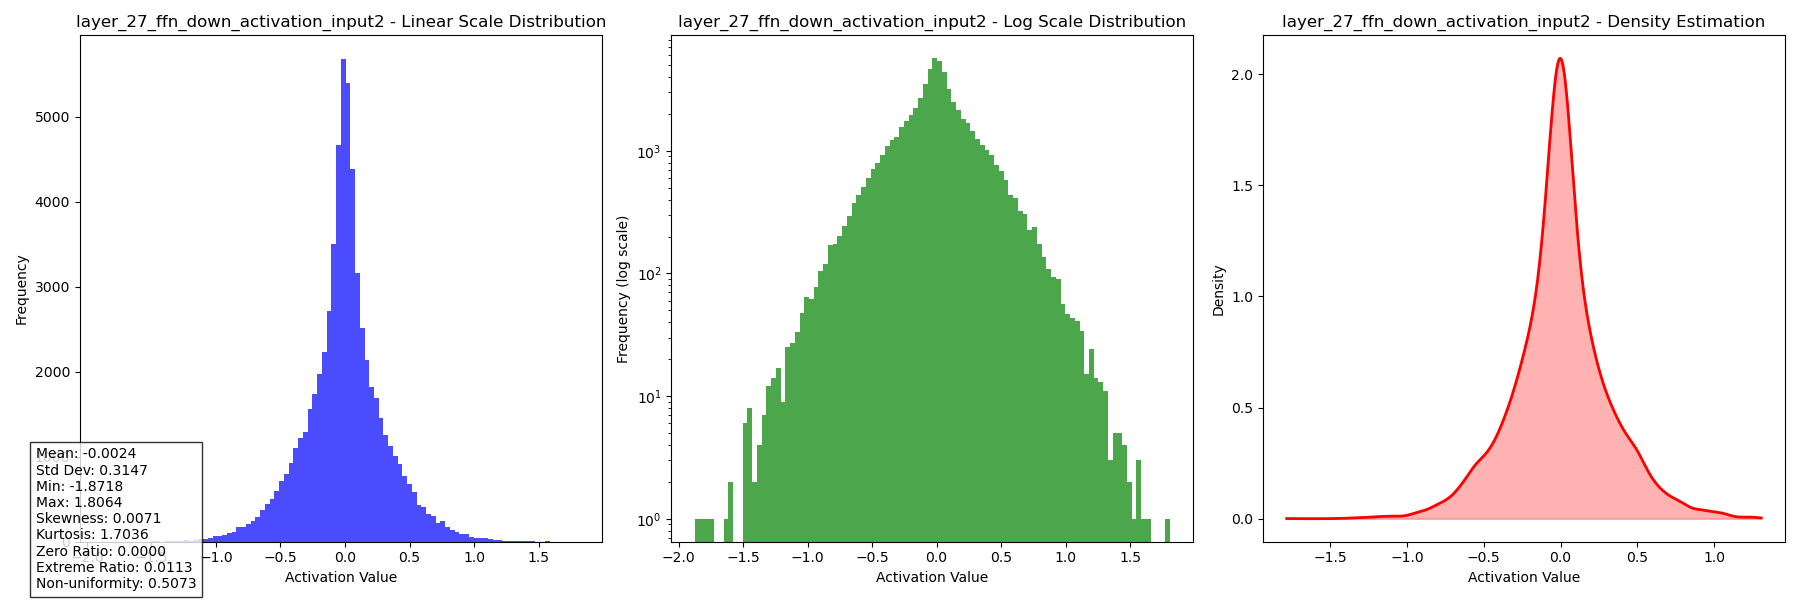 layer_27_ffn_down_activation_input2 - Linear Scale Distribution
5000
4000
3000
2000
Frequency
Mean: -0.0024
Std Dev: 0.3147
Min: -1.8718
Max: 1.8064
Skewness: 0.0071
Kurtosis: 1.7036
Zero Ratio: 0.0000
Extreme Ratio: 0.0113
Non-uniformity: 0.5073
−1.0 −0.5 0.0 0.5 1.0 1.5
Activation Value
layer_27_ffn_down_activation_input2 - Log Scale Distribution
10³
10²
10¹
10⁰
Frequency (log scale)
−2.0 −1.5 −1.0 −0.5 0.0 0.5 1.0 1.5
Activation Value
layer_27_ffn_down_activation_input2 - Density Estimation
2.0
1.5
1.0
0.5
0.0
Density
−1.5 −1.0 −0.5 0.0 0.5 1.0
Activation Value